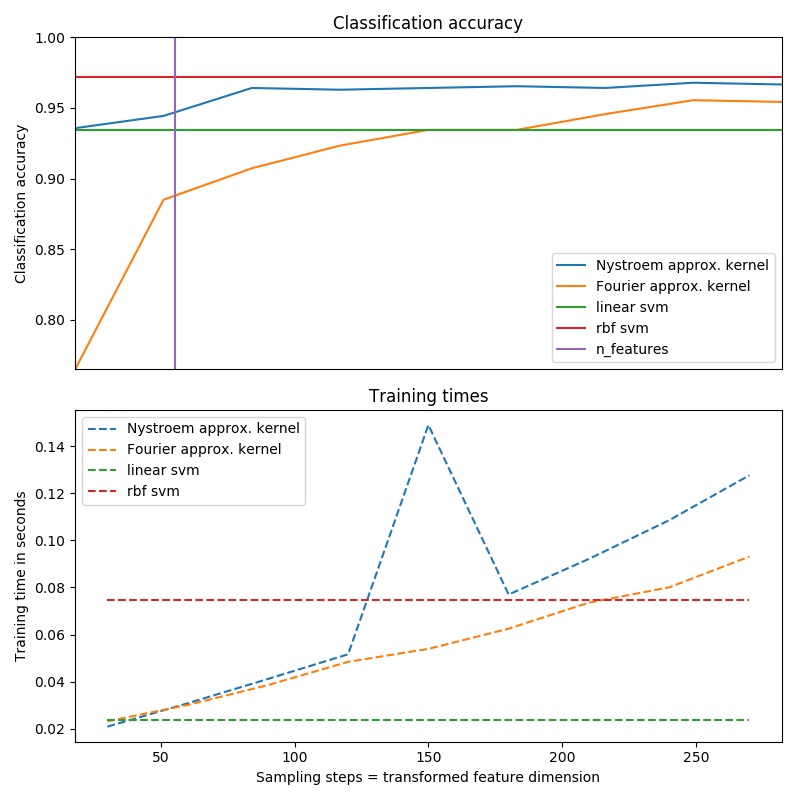 Classification accuracy
Classification accuracy
1.00
0.95
0.90
0.85
0.80
Nystroem approx. kernel
Fourier approx. kernel
linear svm
rbf svm
n_features
Training times
Training time in seconds
0.14
0.12
0.10
0.08
0.06
0.04
0.02
Nystroem approx. kernel
Fourier approx. kernel
linear svm
rbf svm
50 100 150 200 250
Sampling steps = transformed feature dimension